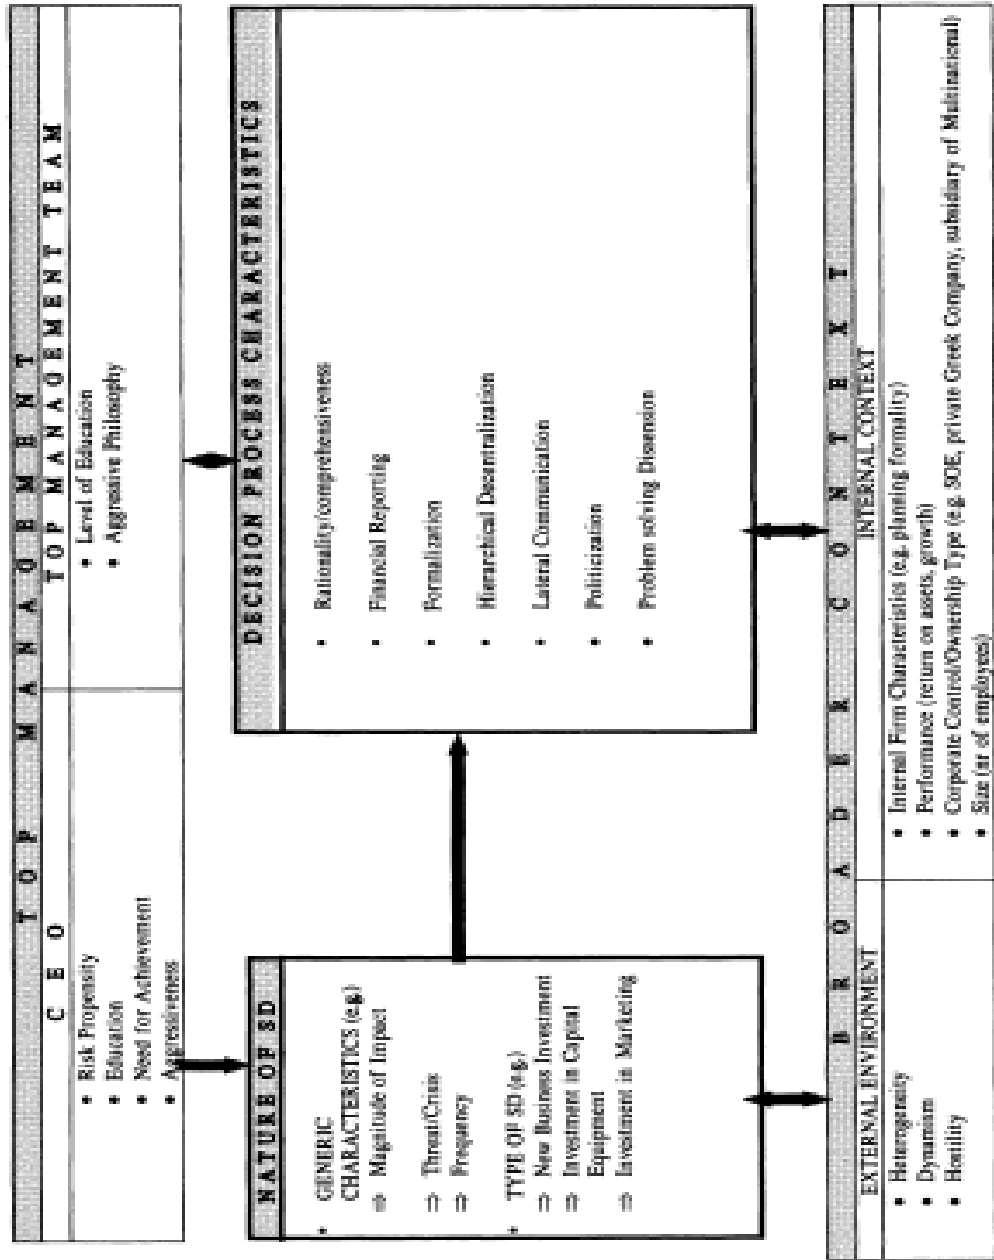 TOP MANAGEMENT
CEO
• Risk Propensity
• Education
• Need for Achievement
• Aggresiveness
TOP MANAGEMENT TEAM
• Level of Education
• Aggressive Philosophy
NATURE OF SD
• GENERIC
CHARACTERISTICS (e.g.)
⇒ Magnitude of Impact
⇒ Threat/Crisis
⇒ Frequency
• TYPE OF SD (e.g.)
⇒ New Business Investment
⇒ Investment in Capital
Equipment
⇒ Investment in Marketing
DECISION PROCESS CHARACTERISTICS
• Rationality/comprehensiveness
• Financial Reporting
• Formalization
• Hierarchical Decentralization
• Lateral Communication
• Politicization
• Problem solving Dissension
BROADER CONTEXT
EXTERNAL ENVIRONMENT
• Heterogeneity
• Dynamism
• Hostility
INTERNAL CONTEXT
• Internal Firm Characteristics (e.g. planning formality)
• Performance (return on assets, growth)
• Corporate Control/Ownership Type (e.g. SOE, private Greek Company, subsidiary of Multinational)
• Size (nr of employees)